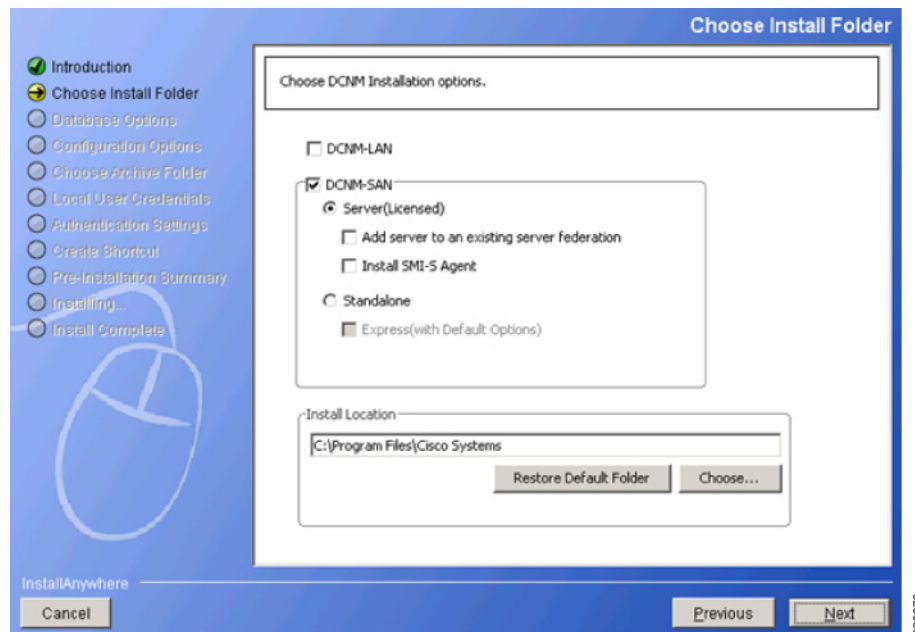 Choose Install Folder
Introduction
Choose Install Folder
Database Options
Configuration Options
Choose Archive Folder
Local User Credentials
Authentication Settings
Create Shortcut
Pre-Installation Summary
Installing...
Install Complete
Choose DCNM Installation options.
DCNM-LAN
DCNM-SAN
Server(Licensed)
Add server to an existing server federation
Install SMI-S Agent
Standalone
Express(with Default Options)
Install Location
C:\Program Files\Cisco Systems
Restore Default Folder
Choose...
InstallAnywhere
Cancel
Previous
Next